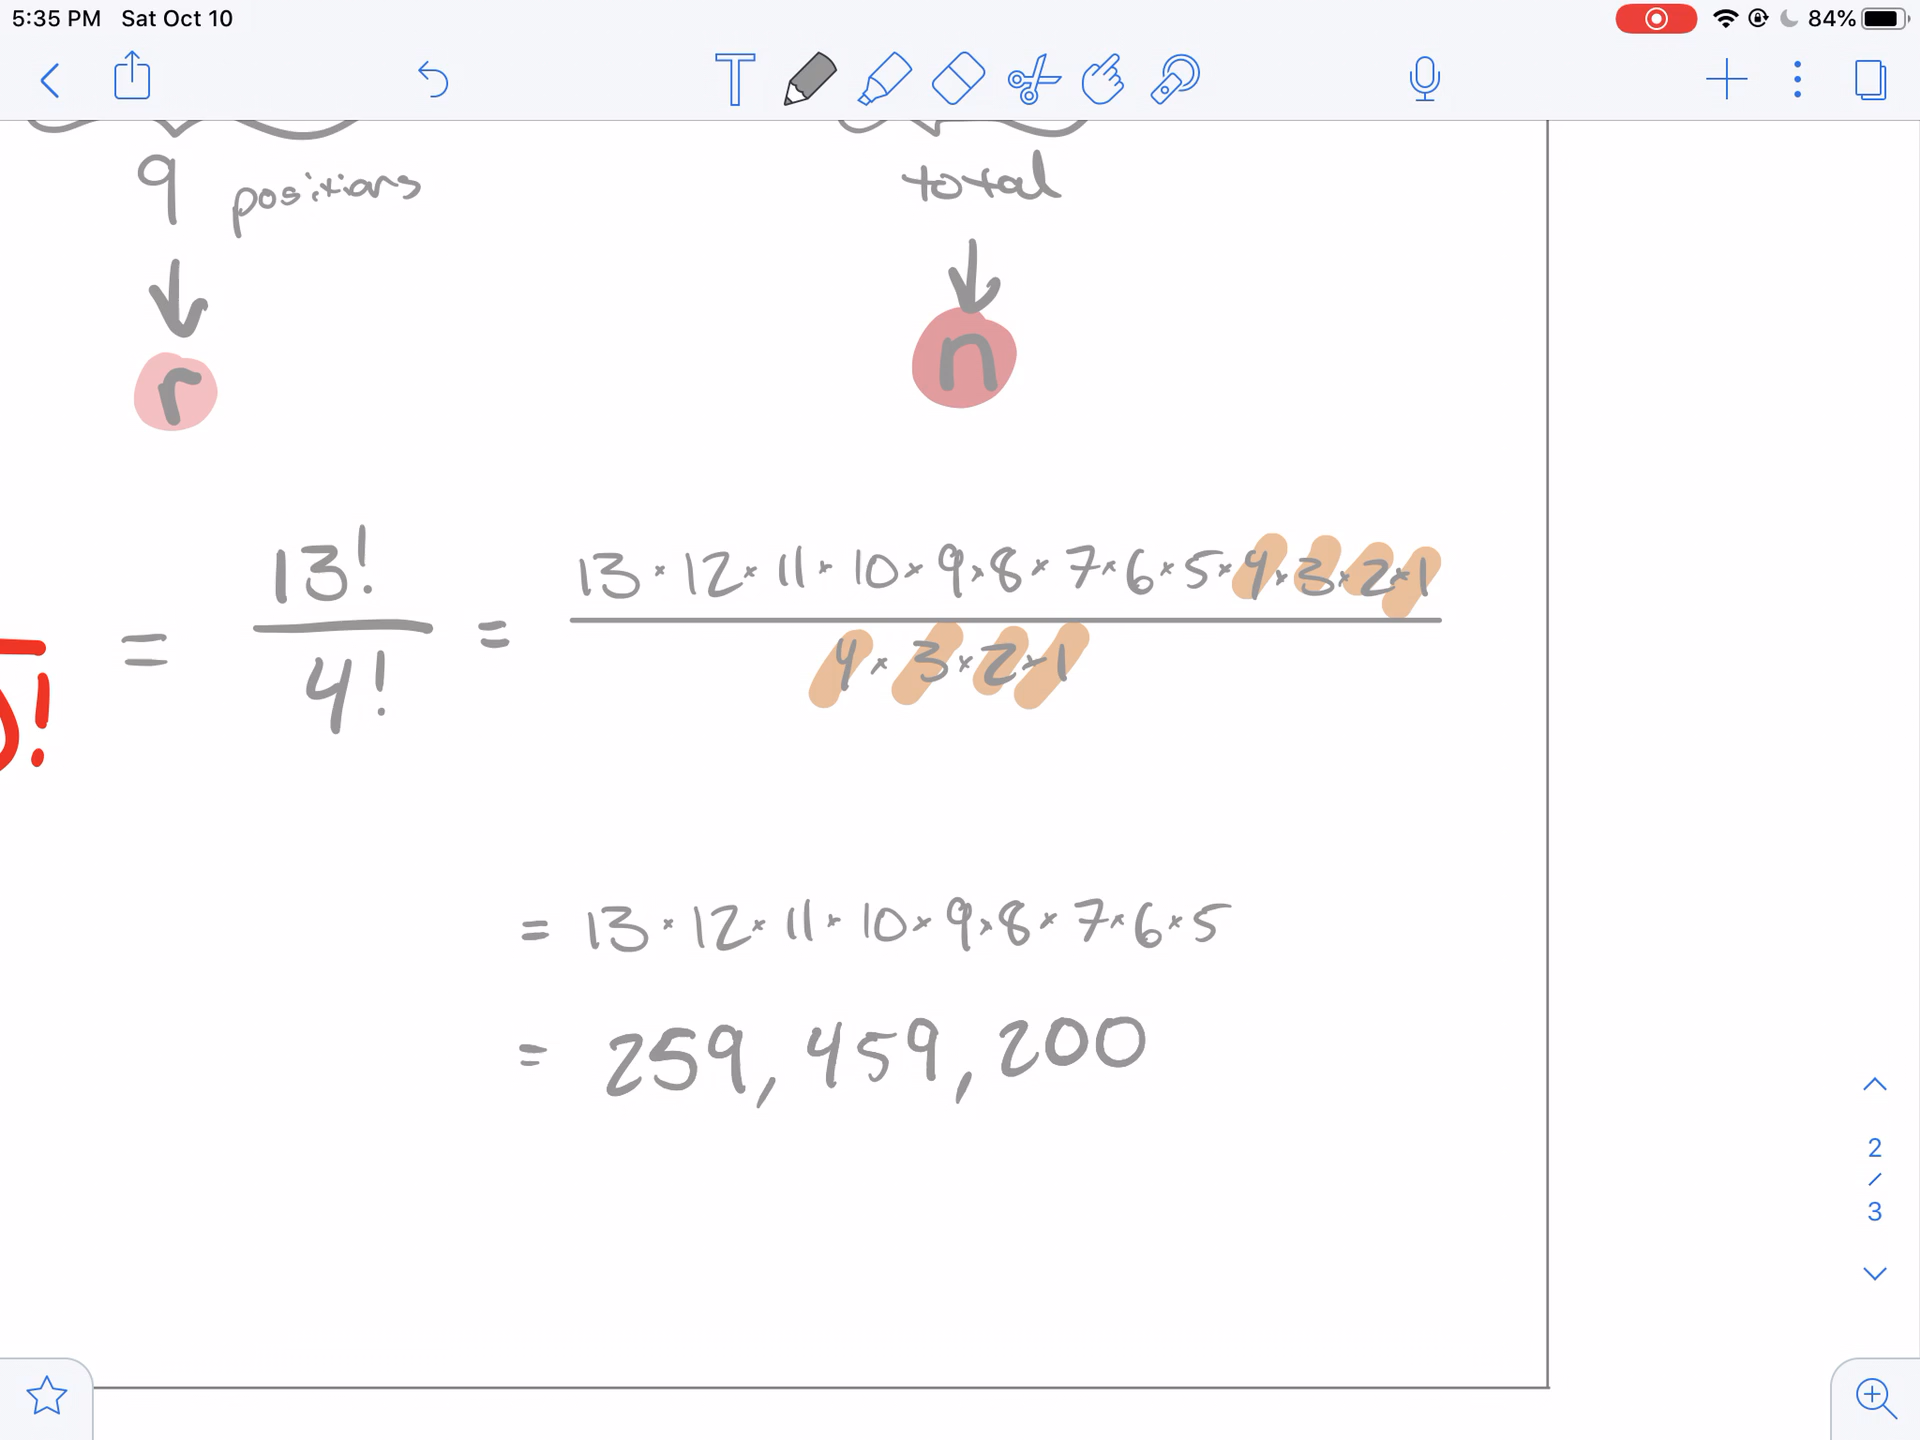 5:35 PM Sat Oct 10 84%
T
9 positions total
r n
= 13!/4! = 13 × 12 × 11 × 10 × 9 × 8 × 7 × 6 × 5 × 4 × 3 × 2 × 1 / 4 × 3 × 2 × 1
!
= 13 × 12 × 11 × 10 × 9 × 8 × 7 × 6 × 5
= 259,459,200
2
/
3